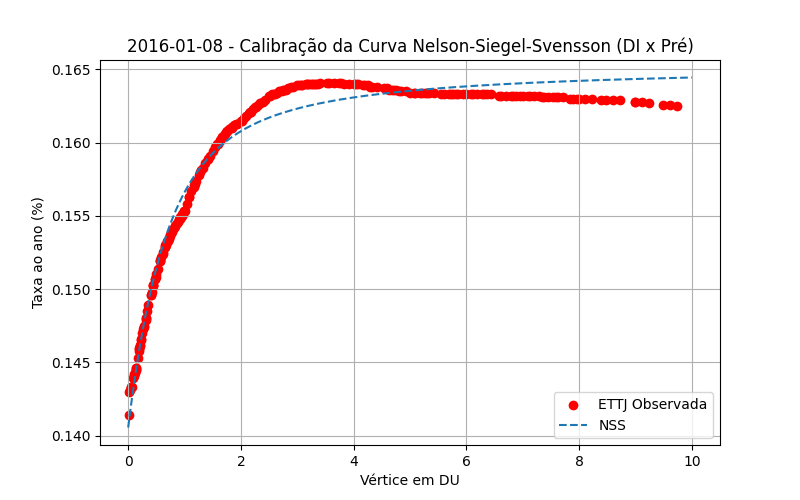 2016-01-08 - Calibração da Curva Nelson-Siegel-Svensson (DI x Pré)
0.165
0.160
0.155
0.150
0.145
0.140
Taxa ao ano (%)
ETTJ Observada
NSS
0 2 4 6 8 10
Vértice em DU